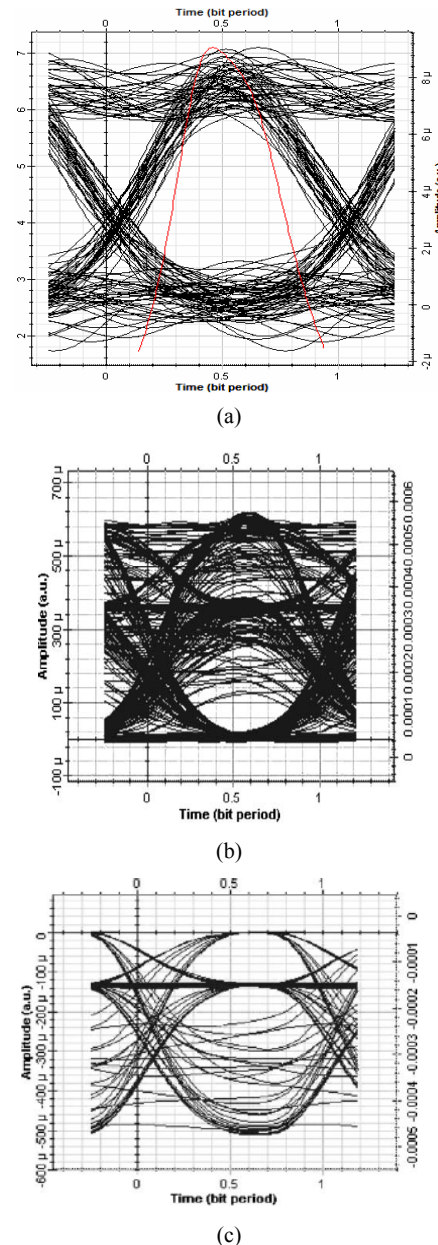 Time (bit period)
0 0.5 1
7
6
5
4
3
2
8 μ
6 μ
4 μ
2 μ
0
-2 μ
Amplitude (a.u.)
0 0.5 1
Time (bit period)
(a)
0 0.5 1
Amplitude (a.u.)
700 μ
500 μ
300 μ
100 μ
-100 μ
0.0006
0.0005
0.0004
0.0003
0.0002
0.0001
0
0 0.5 1
Time (bit period)
(b)
0 0.5 1
Amplitude (a.u.)
0
-100 μ
-200 μ
-300 μ
-400 μ
-500 μ
-600 μ
0
-0.0001
-0.0002
-0.0003
-0.0004
-0.0005
0 0.5 1
Time (bit period)
(c)